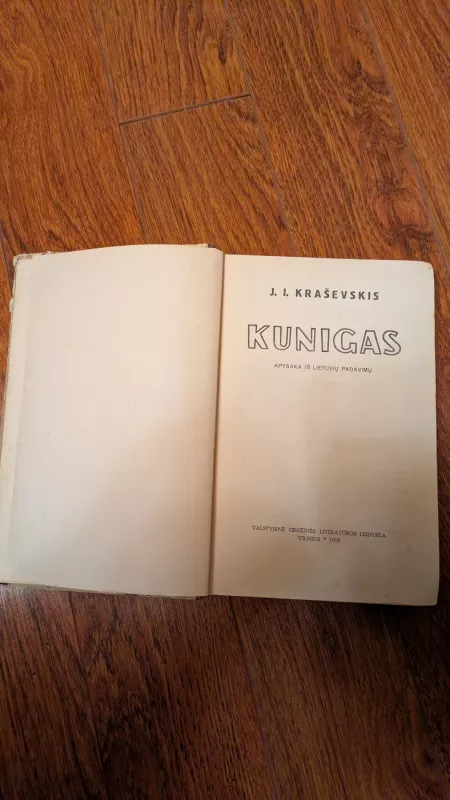 J. I. KRAŠEVSKIS
KUNIGAS
APYSAKA IŠ LIETUVIŲ PADAVIMŲ
VALSTYBINĖ GROŽINĖS LITERATŪROS LEIDYKLA
VILNIUS *